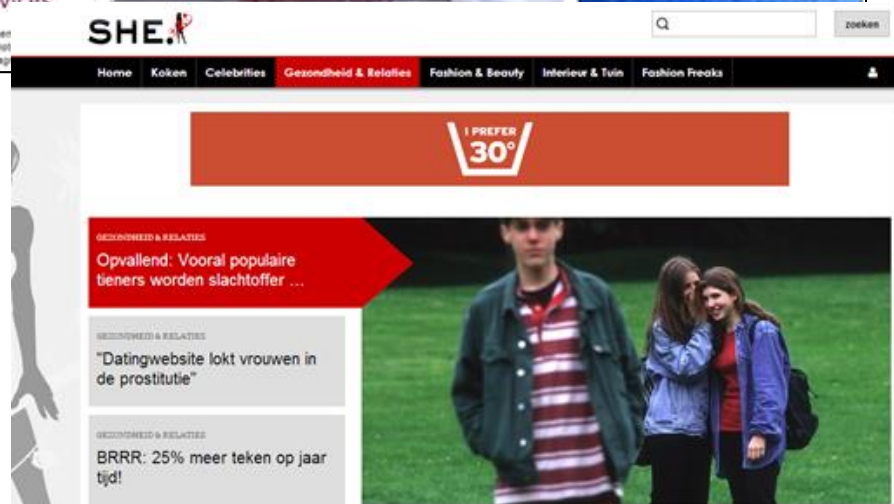 SHE.
zoeken
Home Koken Celebrities Gezondheid & Relaties Fashion & Beauty Interieur & Tuin Fashion Freaks
I PREFER
30°
GEZONDHEID & RELATIES
Opvallend: Vooral populaire
tieners worden slachtoffer ...
GEZONDHEID & RELATIES
"Datingwebsite lokt vrouwen in
de prostitutie"
GEZONDHEID & RELATIES
BRRR: 25% meer teken op jaar
tijd!